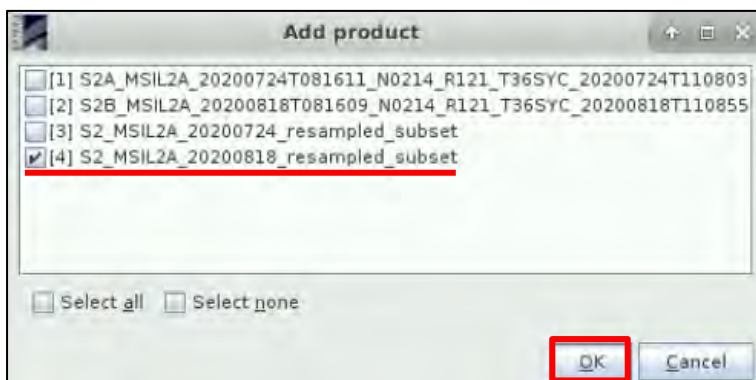 Add product
[1] S2A_MSIL2A_20200724T081611_N0214_R121_T36SYC_20200724T110803
[2] S2B_MSIL2A_20200818T081609_N0214_R121_T36SYC_20200818T110855
[3] S2_MSIL2A_20200724_resampled_subset
[4] S2_MSIL2A_20200818_resampled_subset
Select all Select none
OK Cancel